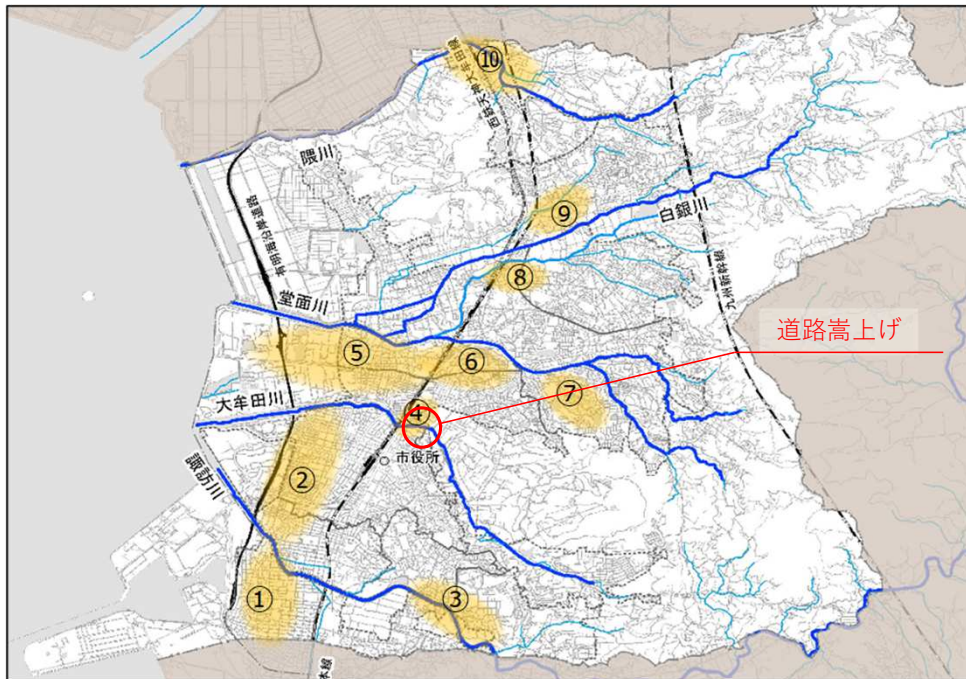 ⑩
西鉄天神大牟田線
隈川
有明海沿岸道路
⑨
白銀川
⑧
九州新幹線
堂面川
道路嵩上げ
⑤
⑥
⑦
大牟田川
④
市役所
諏訪川
②
①
③
本線